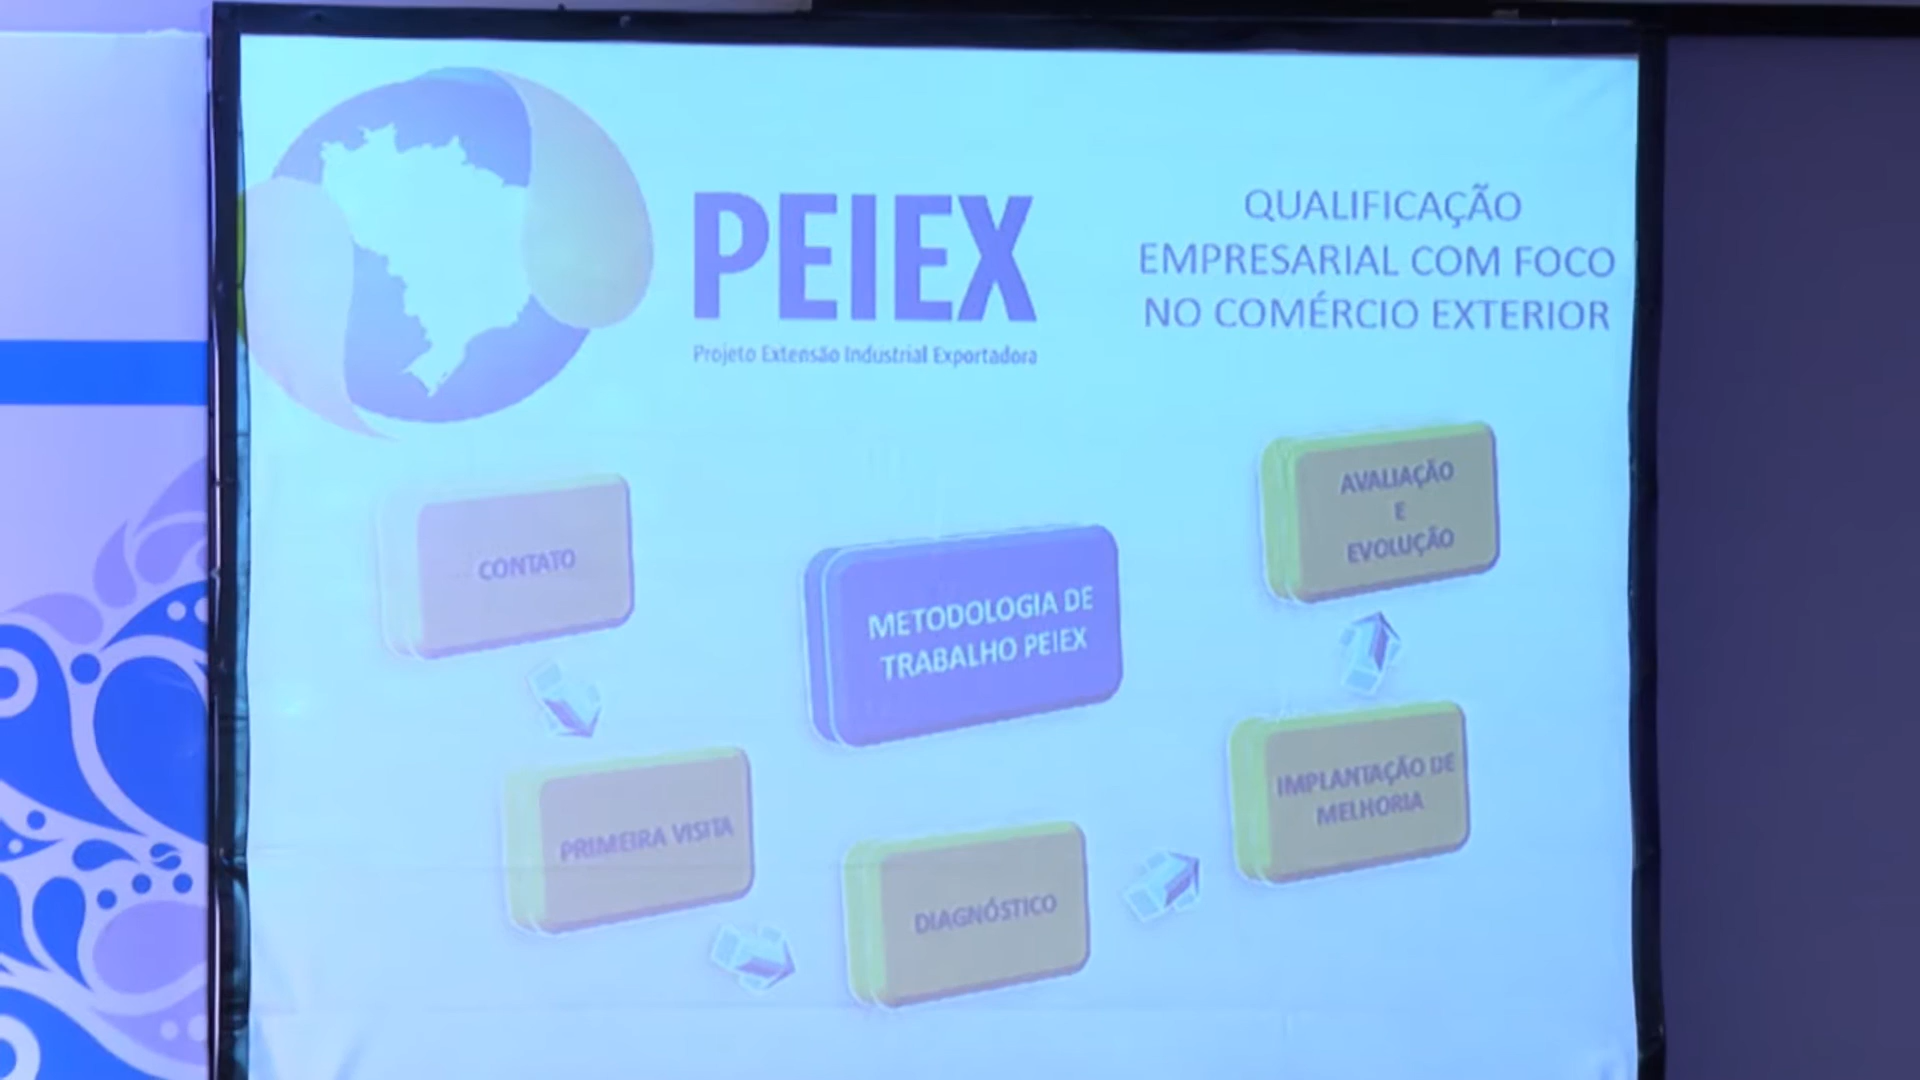 PEIEX
Projeto Extensão Industrial Exportadora
QUALIFICAÇÃO
EMPRESARIAL COM FOCO
NO COMÉRCIO EXTERIOR
CONTATO
METODOLOGIA DE
TRABALHO PEIEX
AVALIAÇÃO
E
EVOLUÇÃO
PRIMEIRA VISITA
DIAGNÓSTICO
IMPLANTAÇÃO DE
MELHORIA